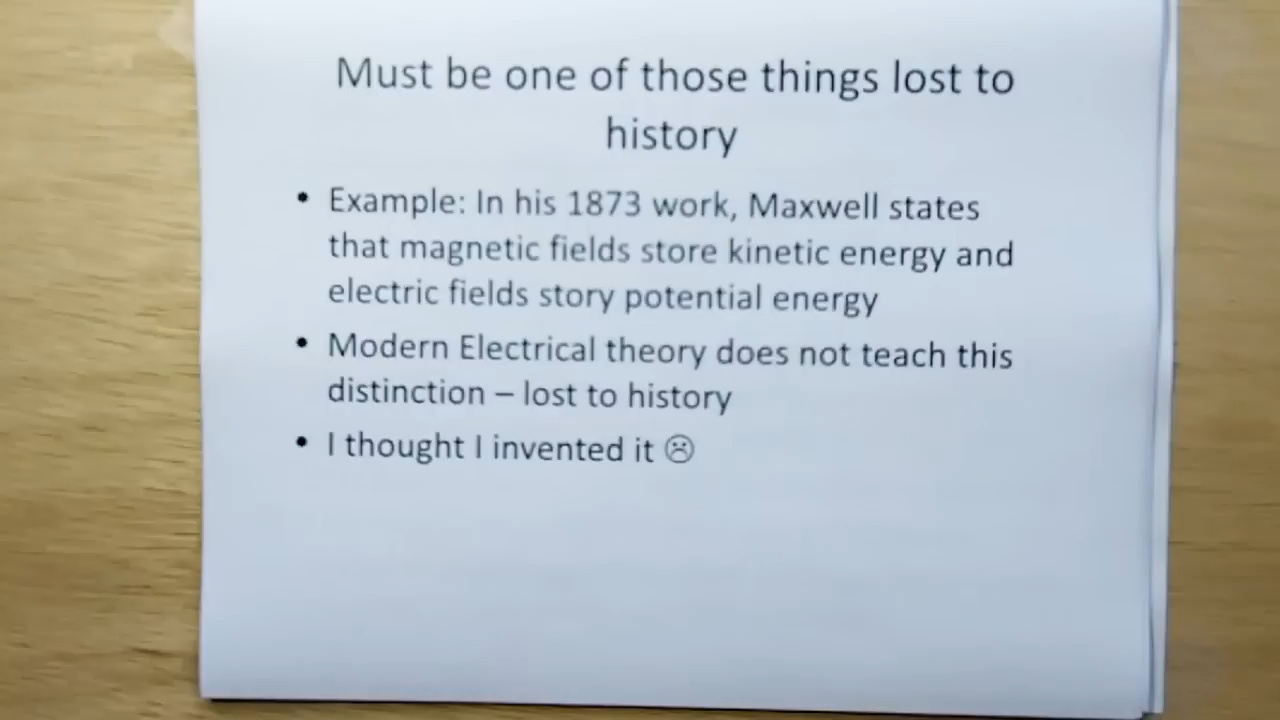 Must be one of those things lost to
history
• Example: In his 1873 work, Maxwell states
that magnetic fields store kinetic energy and
electric fields story potential energy
• Modern Electrical theory does not teach this
distinction – lost to history
• I thought I invented it ☹